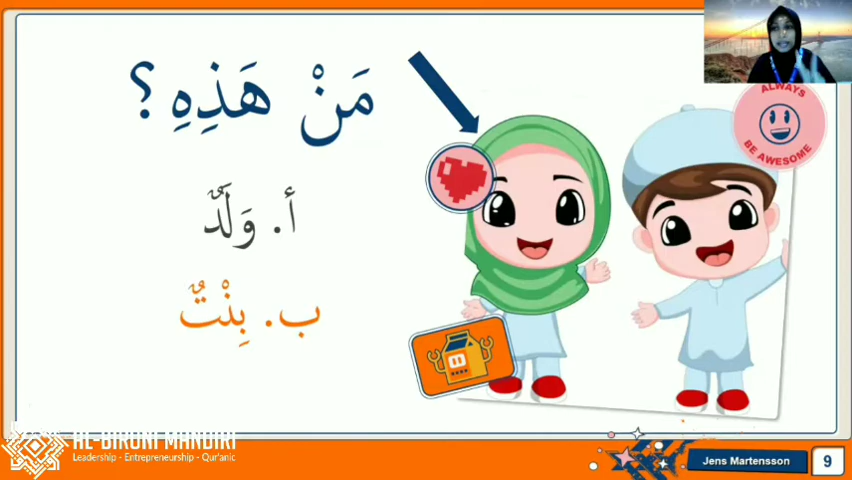 مَنْ هَذِهِ ؟
أ. وَلَدٌ
ب. بِنْتٌ
ALWAYS
BE AWESOME
AL-BIRUNI MANDIRI
Leadership - Entrepreneurship - Qur'anic
Jens Martensson
9